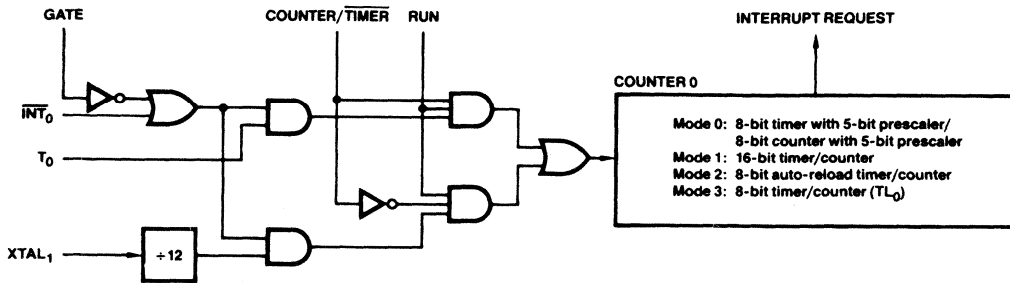 GATE
COUNTER/TIMER
RUN
INTERRUPT REQUEST
COUNTER 0
INT0
T0
XTAL1
÷12
Mode 0: 8-bit timer with 5-bit prescaler/
8-bit counter with 5-bit prescaler
Mode 1: 16-bit timer/counter
Mode 2: 8-bit auto-reload timer/counter
Mode 3: 8-bit timer/counter (TL0)